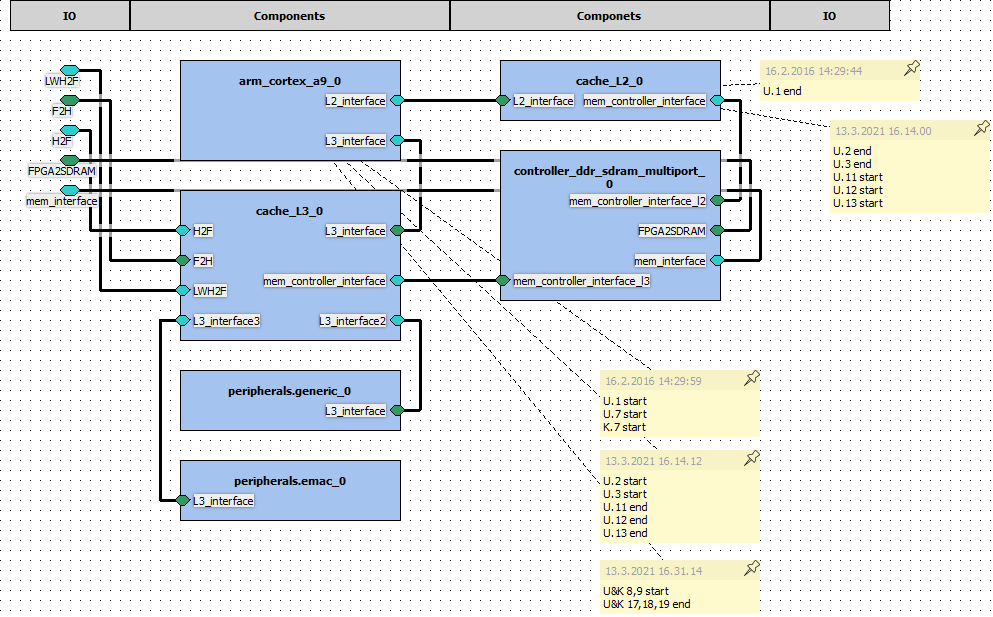 IO
Components
Componets
IO
LWH2F
F2H
H2F
FPGA2SDRAM
mem_interface
arm_cortex_a9_0
L2_interface
L3_interface
cache_L2_0
L2_interface
mem_controller_interface
controller_ddr_sdram_multiport_
0
mem_controller_interface_l2
FPGA2SDRAM
mem_interface
mem_controller_interface_l3
cache_L3_0
H2F
L3_interface
F2H
mem_controller_interface
LWH2F
L3_interface3
L3_interface2
peripherals.generic_0
L3_interface
peripherals.emac_0
L3_interface
16.2.2016 14:29:44
U.1 end
13.3.2021 16.14.00
U.2 end
U.3 end
U.11 start
U.12 start
U.13 start
16.2.2016 14:29:59
U.1 start
U.7 start
K.7 start
13.3.2021 16.14.12
U.2 start
U.3 start
U.11 end
U.12 end
U.13 end
13.3.2021 16.31.14
U&K 8,9 start
U&K 17,18,19 end